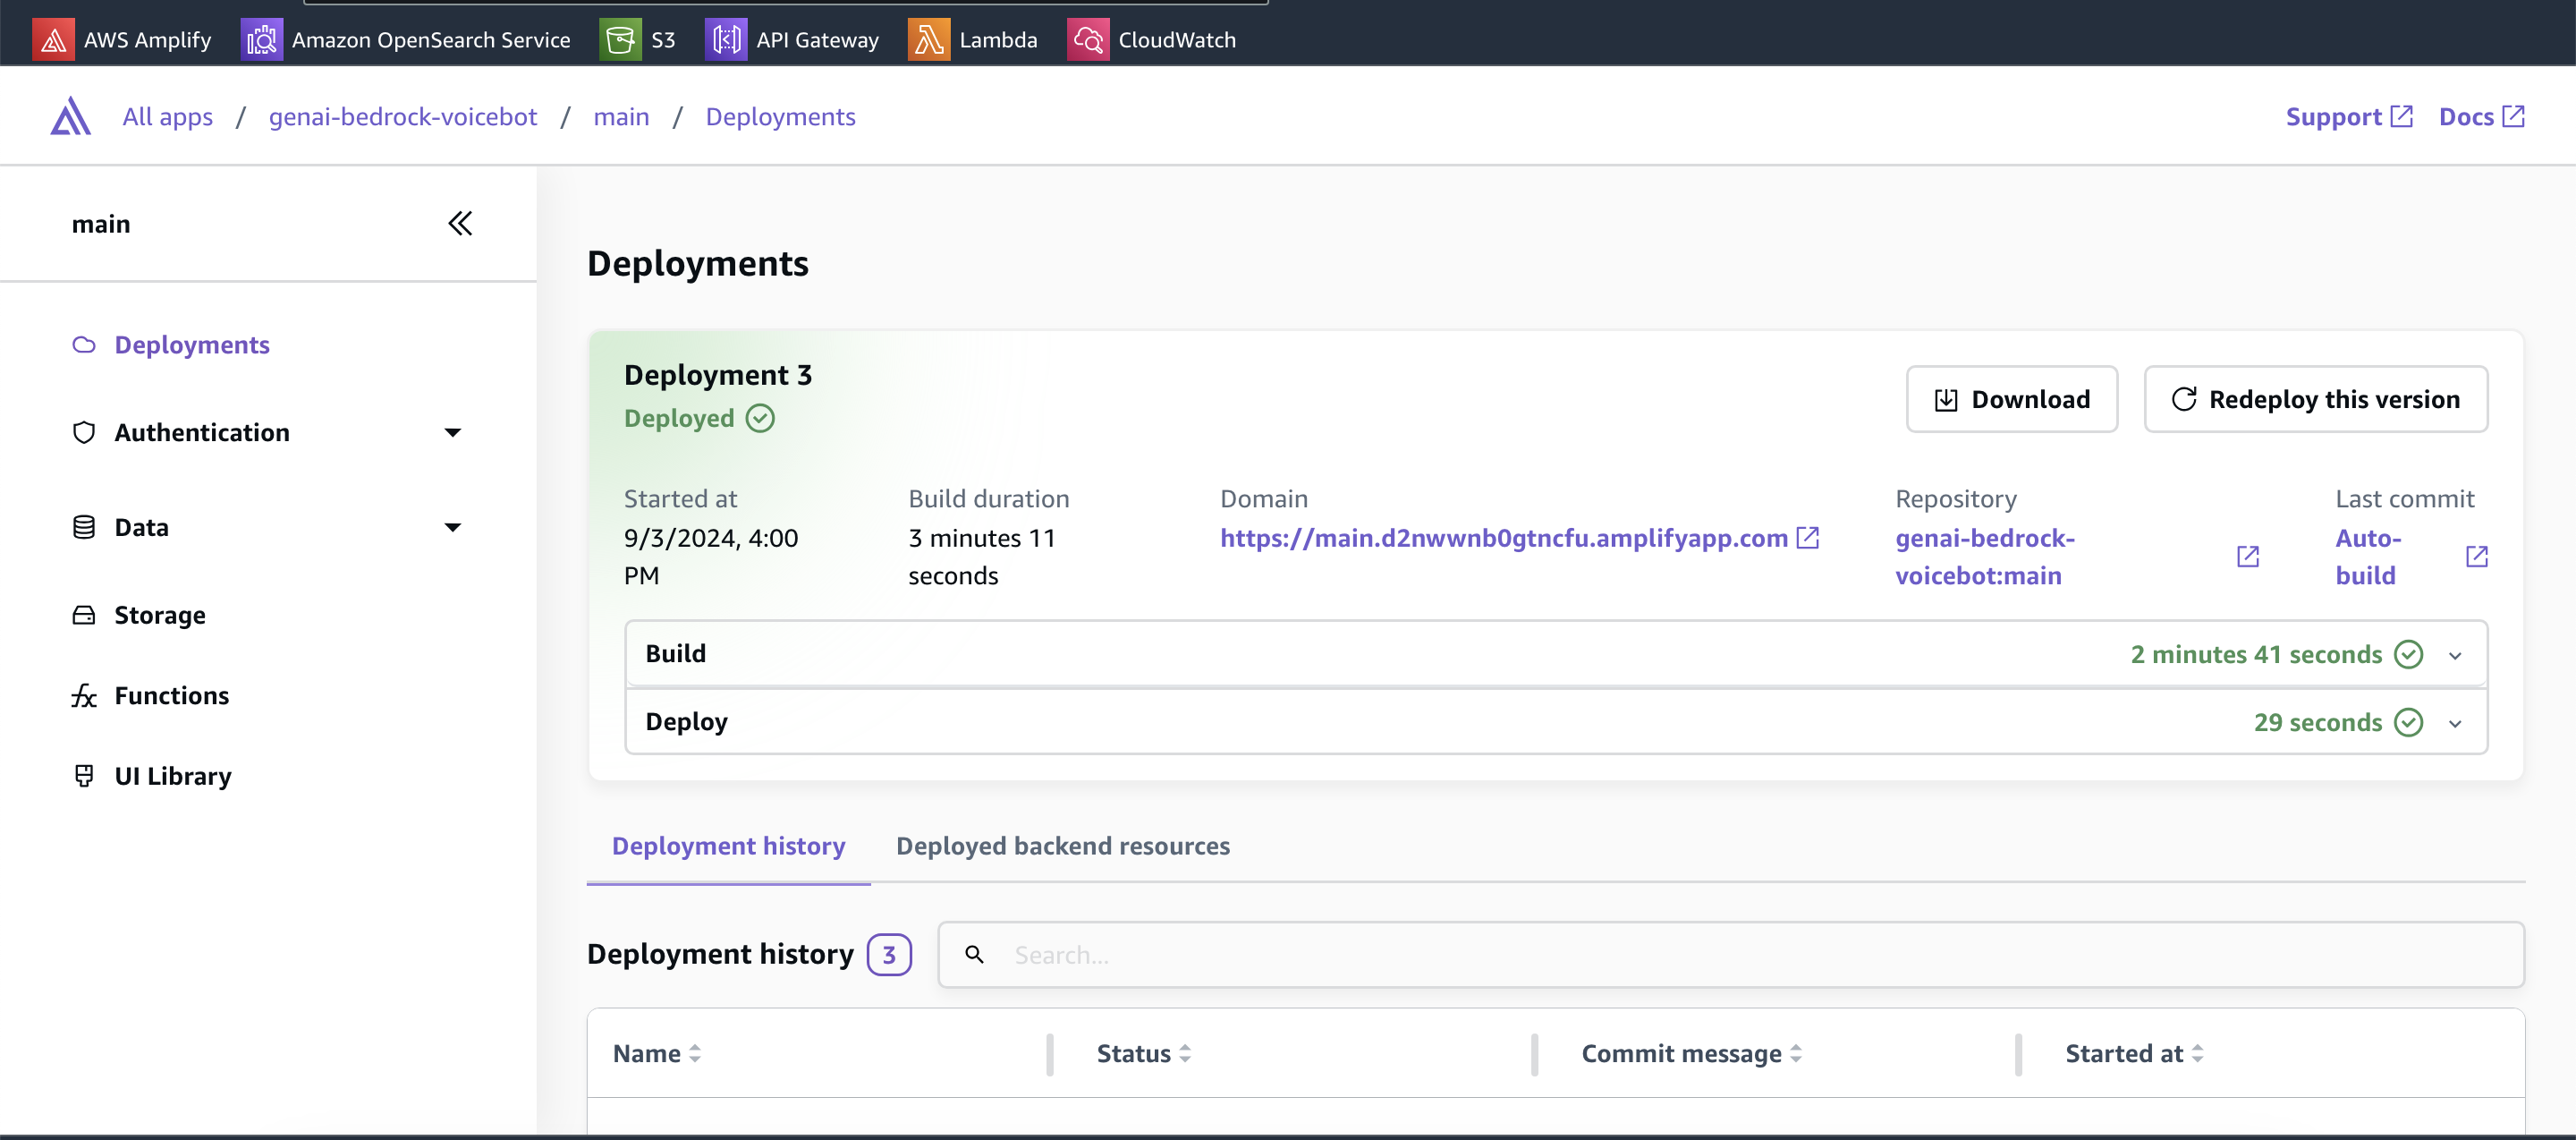 AWS Amplify Amazon OpenSearch Service S3 API Gateway Lambda CloudWatch
All apps / genai-bedrock-voicebot / main / Deployments Support Docs
main
Deployments
Authentication
Data
Storage
Functions
UI Library
Deployments
Deployment 3
Deployed
Download
Redeploy this version
Started at
9/3/2024, 4:00
PM
Build duration
3 minutes 11
seconds
Domain
https://main.d2nwwnb0gtncfu.amplifyapp.com
Repository
genai-bedrock-
voicebot:main
Last commit
Auto-
build
Build 2 minutes 41 seconds
Deploy 29 seconds
Deployment history Deployed backend resources
Deployment history 3 Search...
Name Status Commit message Started at